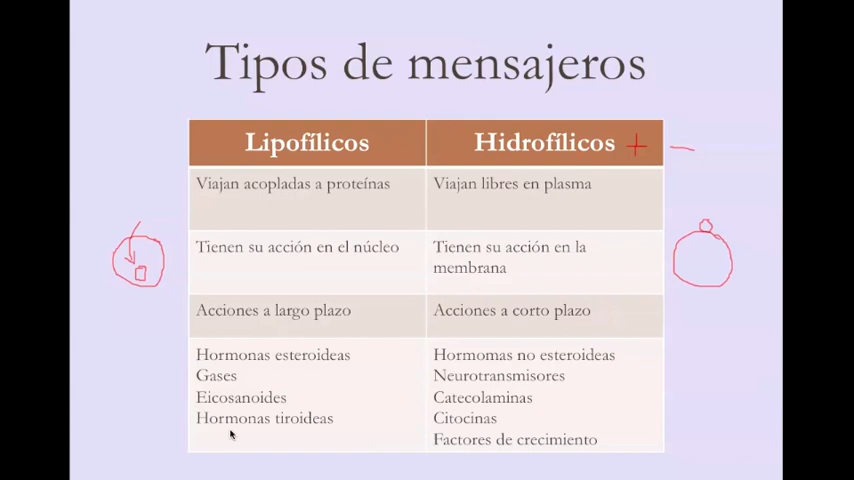 Tipos de mensajeros
Lipofílicos
Hidrofílicos + −
Viajan acopladas a proteínas
Viajan libres en plasma
Tienen su acción en el núcleo
Tienen su acción en la
membrana
Acciones a largo plazo
Acciones a corto plazo
Hormonas esteroideas
Gases
Eicosanoides
Hormonas tiroideas
Hormomas no esteroideas
Neurotransmisores
Catecolaminas
Citocinas
Factores de crecimiento